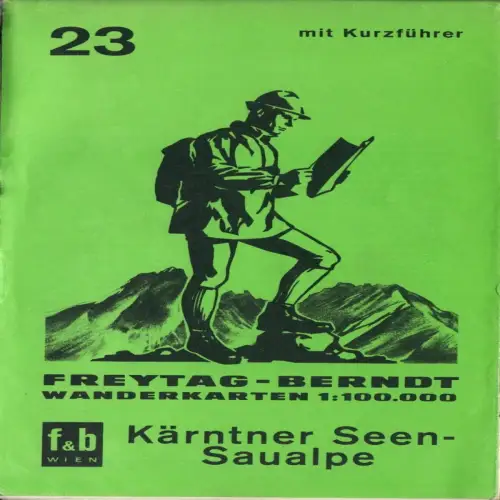 23
mit Kurzführer
FREYTAG-BERNDT
WANDERKARTEN 1:100.000
f&b
WIEN
Kärntner Seen-
Saualpe